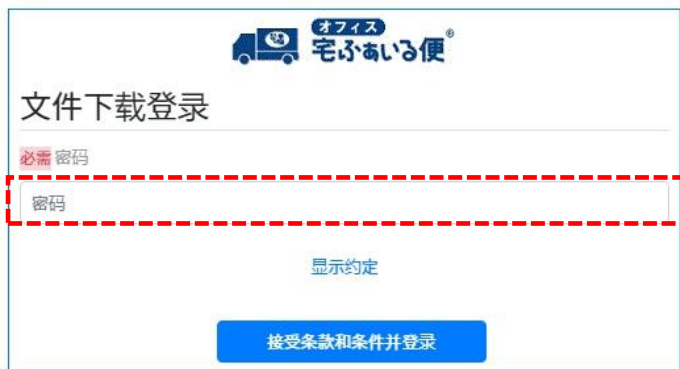 オフィス
宅ふぁいる便®
文件下载登录
必需 密码
密码
显示约定
接受条款和条件并登录